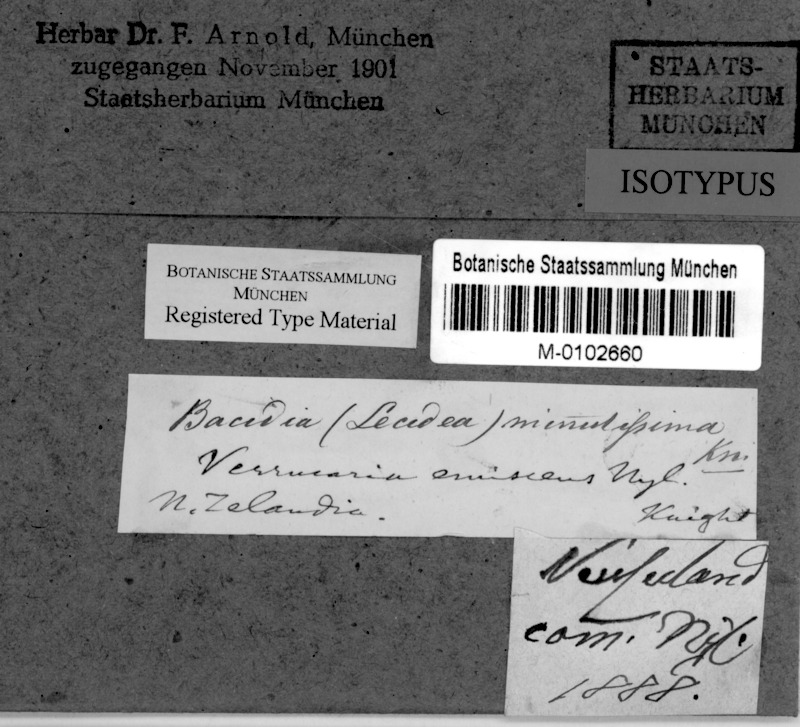 Herbar Dr. F. Arnold, München
zugegangen November 1901
Staatsherbarium München
STAATS-
HERBARIUM
MÜNCHEN
ISOTYPUS
BOTANISCHE STAATSSAMMLUNG
MÜNCHEN
Registered Type Material
Botanische Staatssammlung München
M-0102660
Bacidia (Lecidea) minutissima
Kn.
Verrucaria Nyl.
N. Zelandia.
Knight
Neuseeland
com. Nyl.
1888.